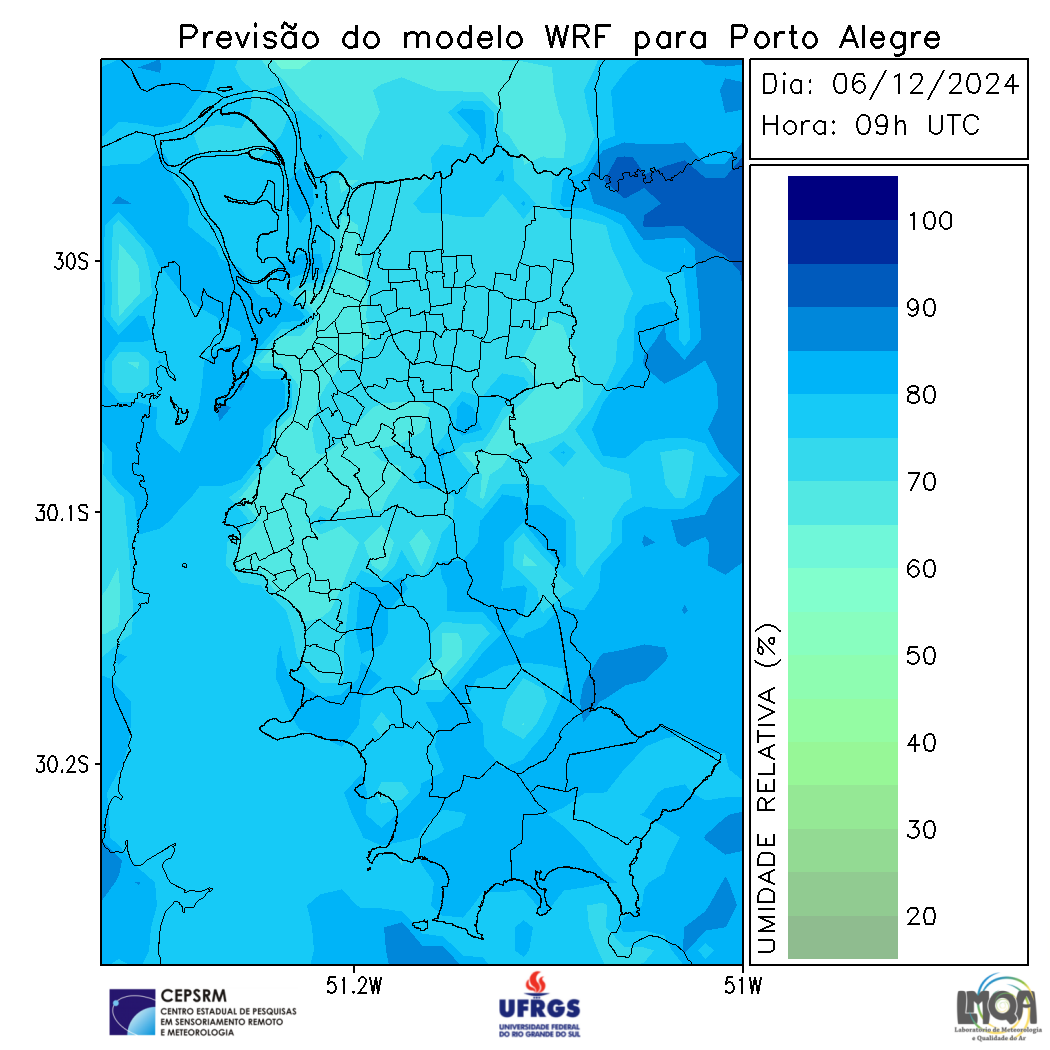 Previsão do modelo WRF para Porto Alegre
Dia: 06/12/2024
Hora: 09h UTC
100
90
80
70
60
50
40
30
20
UMIDADE RELATIVA (%)
30S
30.1S
30.2S
51.2W
51W
CEPSRM
CENTRO ESTADUAL DE PESQUISAS
EM SENSORIAMENTO REMOTO
E METEOROLOGIA
UFRGS
UNIVERSIDADE FEDERAL
DO RIO GRANDE DO SUL
LMQA
Laboratório de Meteorologia
e Qualidade do Ar